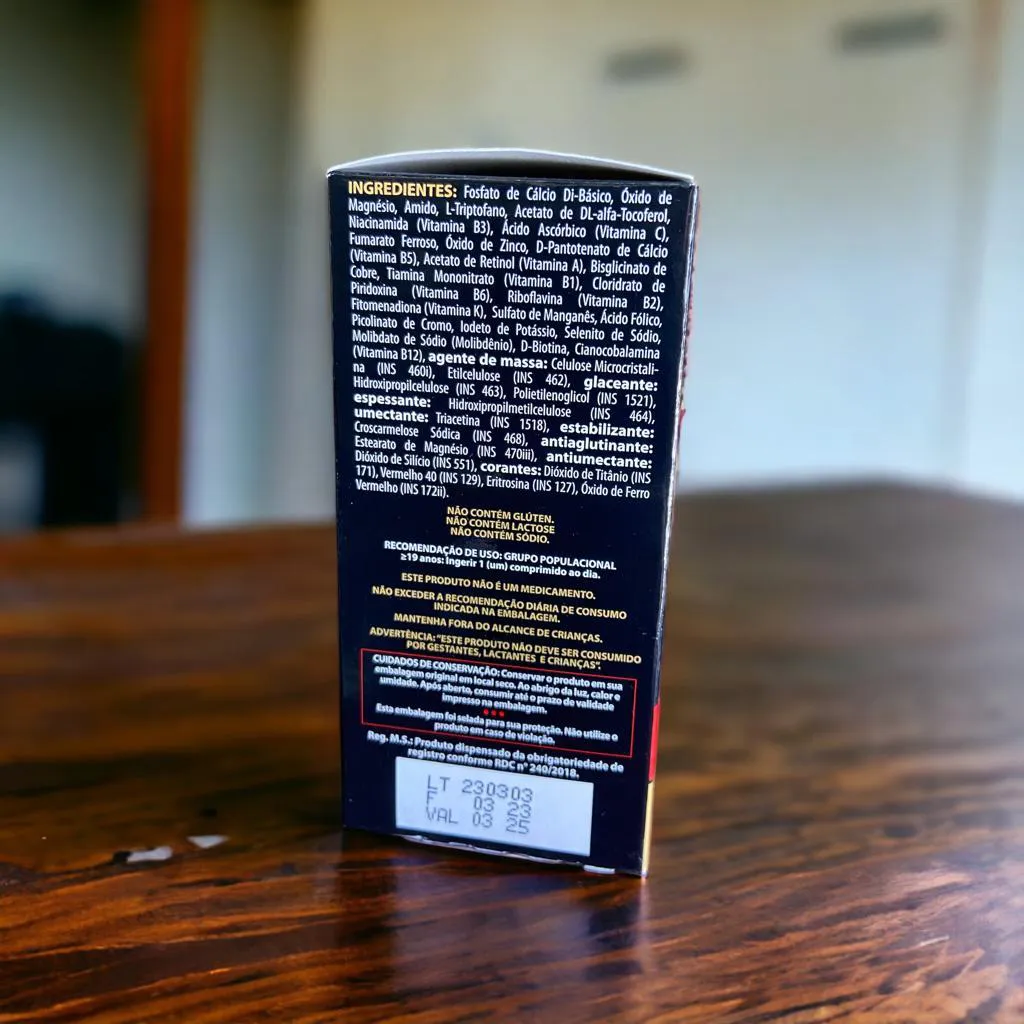 INGREDIENTES: Fosfato de Cálcio Di-Básico, Óxido de
Magnésio, Amido, L-Triptofano, Acetato de DL-alfa-Tocoferol,
Niacinamida (Vitamina B3), Ácido Ascórbico (Vitamina C),
Fumarato Ferroso, Óxido de Zinco, D-Pantotenato de Cálcio
(Vitamina B5), Acetato de Retinol (Vitamina A), Bisglicinato de
Cobre, Tiamina Mononitrato (Vitamina B1), Cloridrato de
Piridoxina (Vitamina B6), Riboflavina (Vitamina B2),
Fitomenadiona (Vitamina K), Sulfato de Manganês, Ácido Fólico,
Picolinato de Cromo, Iodeto de Potássio, Selenito de Sódio,
Molibdato de Sódio (Molibdênio), D-Biotina, Cianocobalamina
(Vitamina B12), agente de massa: Celulose Microcristali-
na (INS 460i), Etilcelulose (INS 462), glaceante:
Hidroxipropilcelulose (INS 463), Polietilenoglicol (INS 1521),
espessante: Hidroxipropilmetilcelulose (INS 464),
umectante: Triacetina (INS 1518), estabilizante:
Croscarmelose Sódica (INS 468), antiaglutinante:
Estearato de Magnésio (INS 470iii), antiumectante:
Dióxido de Silício (INS 551), corantes: Dióxido de Titânio (INS
171), Vermelho 40 (INS 129), Eritrosina (INS 127), Óxido de Ferro
Vermelho (INS 172ii).
NÃO CONTÉM GLÚTEN.
NÃO CONTÉM LACTOSE
NÃO CONTÉM SÓDIO.
RECOMENDAÇÃO DE USO: GRUPO POPULACIONAL
≥19 anos: Ingerir 1 (um) comprimido ao dia.
ESTE PRODUTO NÃO É UM MEDICAMENTO.
NÃO EXCEDER A RECOMENDAÇÃO DIÁRIA DE CONSUMO
INDICADA NA EMBALAGEM.
MANTENHA FORA DO ALCANCE DE CRIANÇAS.
ADVERTÊNCIA: "ESTE PRODUTO NÃO DEVE SER CONSUMIDO
POR GESTANTES, LACTANTES E CRIANÇAS".
CUIDADOS DE CONSERVAÇÃO: Conservar o produto em sua
embalagem original em local seco. Ao abrigo da luz, calor e
umidade. Após aberto, consumir até o prazo de validade
impresso na embalagem.
Esta embalagem foi selada para sua proteção. Não utilize o
produto em caso de violação.
Reg. M.S.: Produto dispensado da obrigatoriedade de
registro conforme RDC n° 240/2018.
LT 230303
F 03 23
VAL 03 25